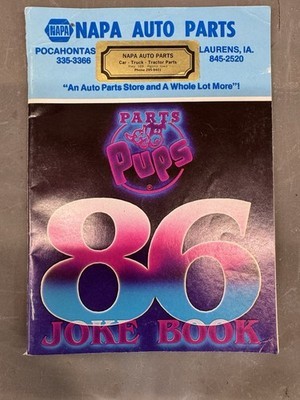 NAPA
NAPA AUTO PARTS
POCAHONTAS
335-3366
NAPA AUTO PARTS
Car - Truck - Tractor Parts
LAURENS, IA.
845-2520
"An Auto Parts Store and A Whole Lot More"!
PARTS
Pups
®
86
JOKE BOOK